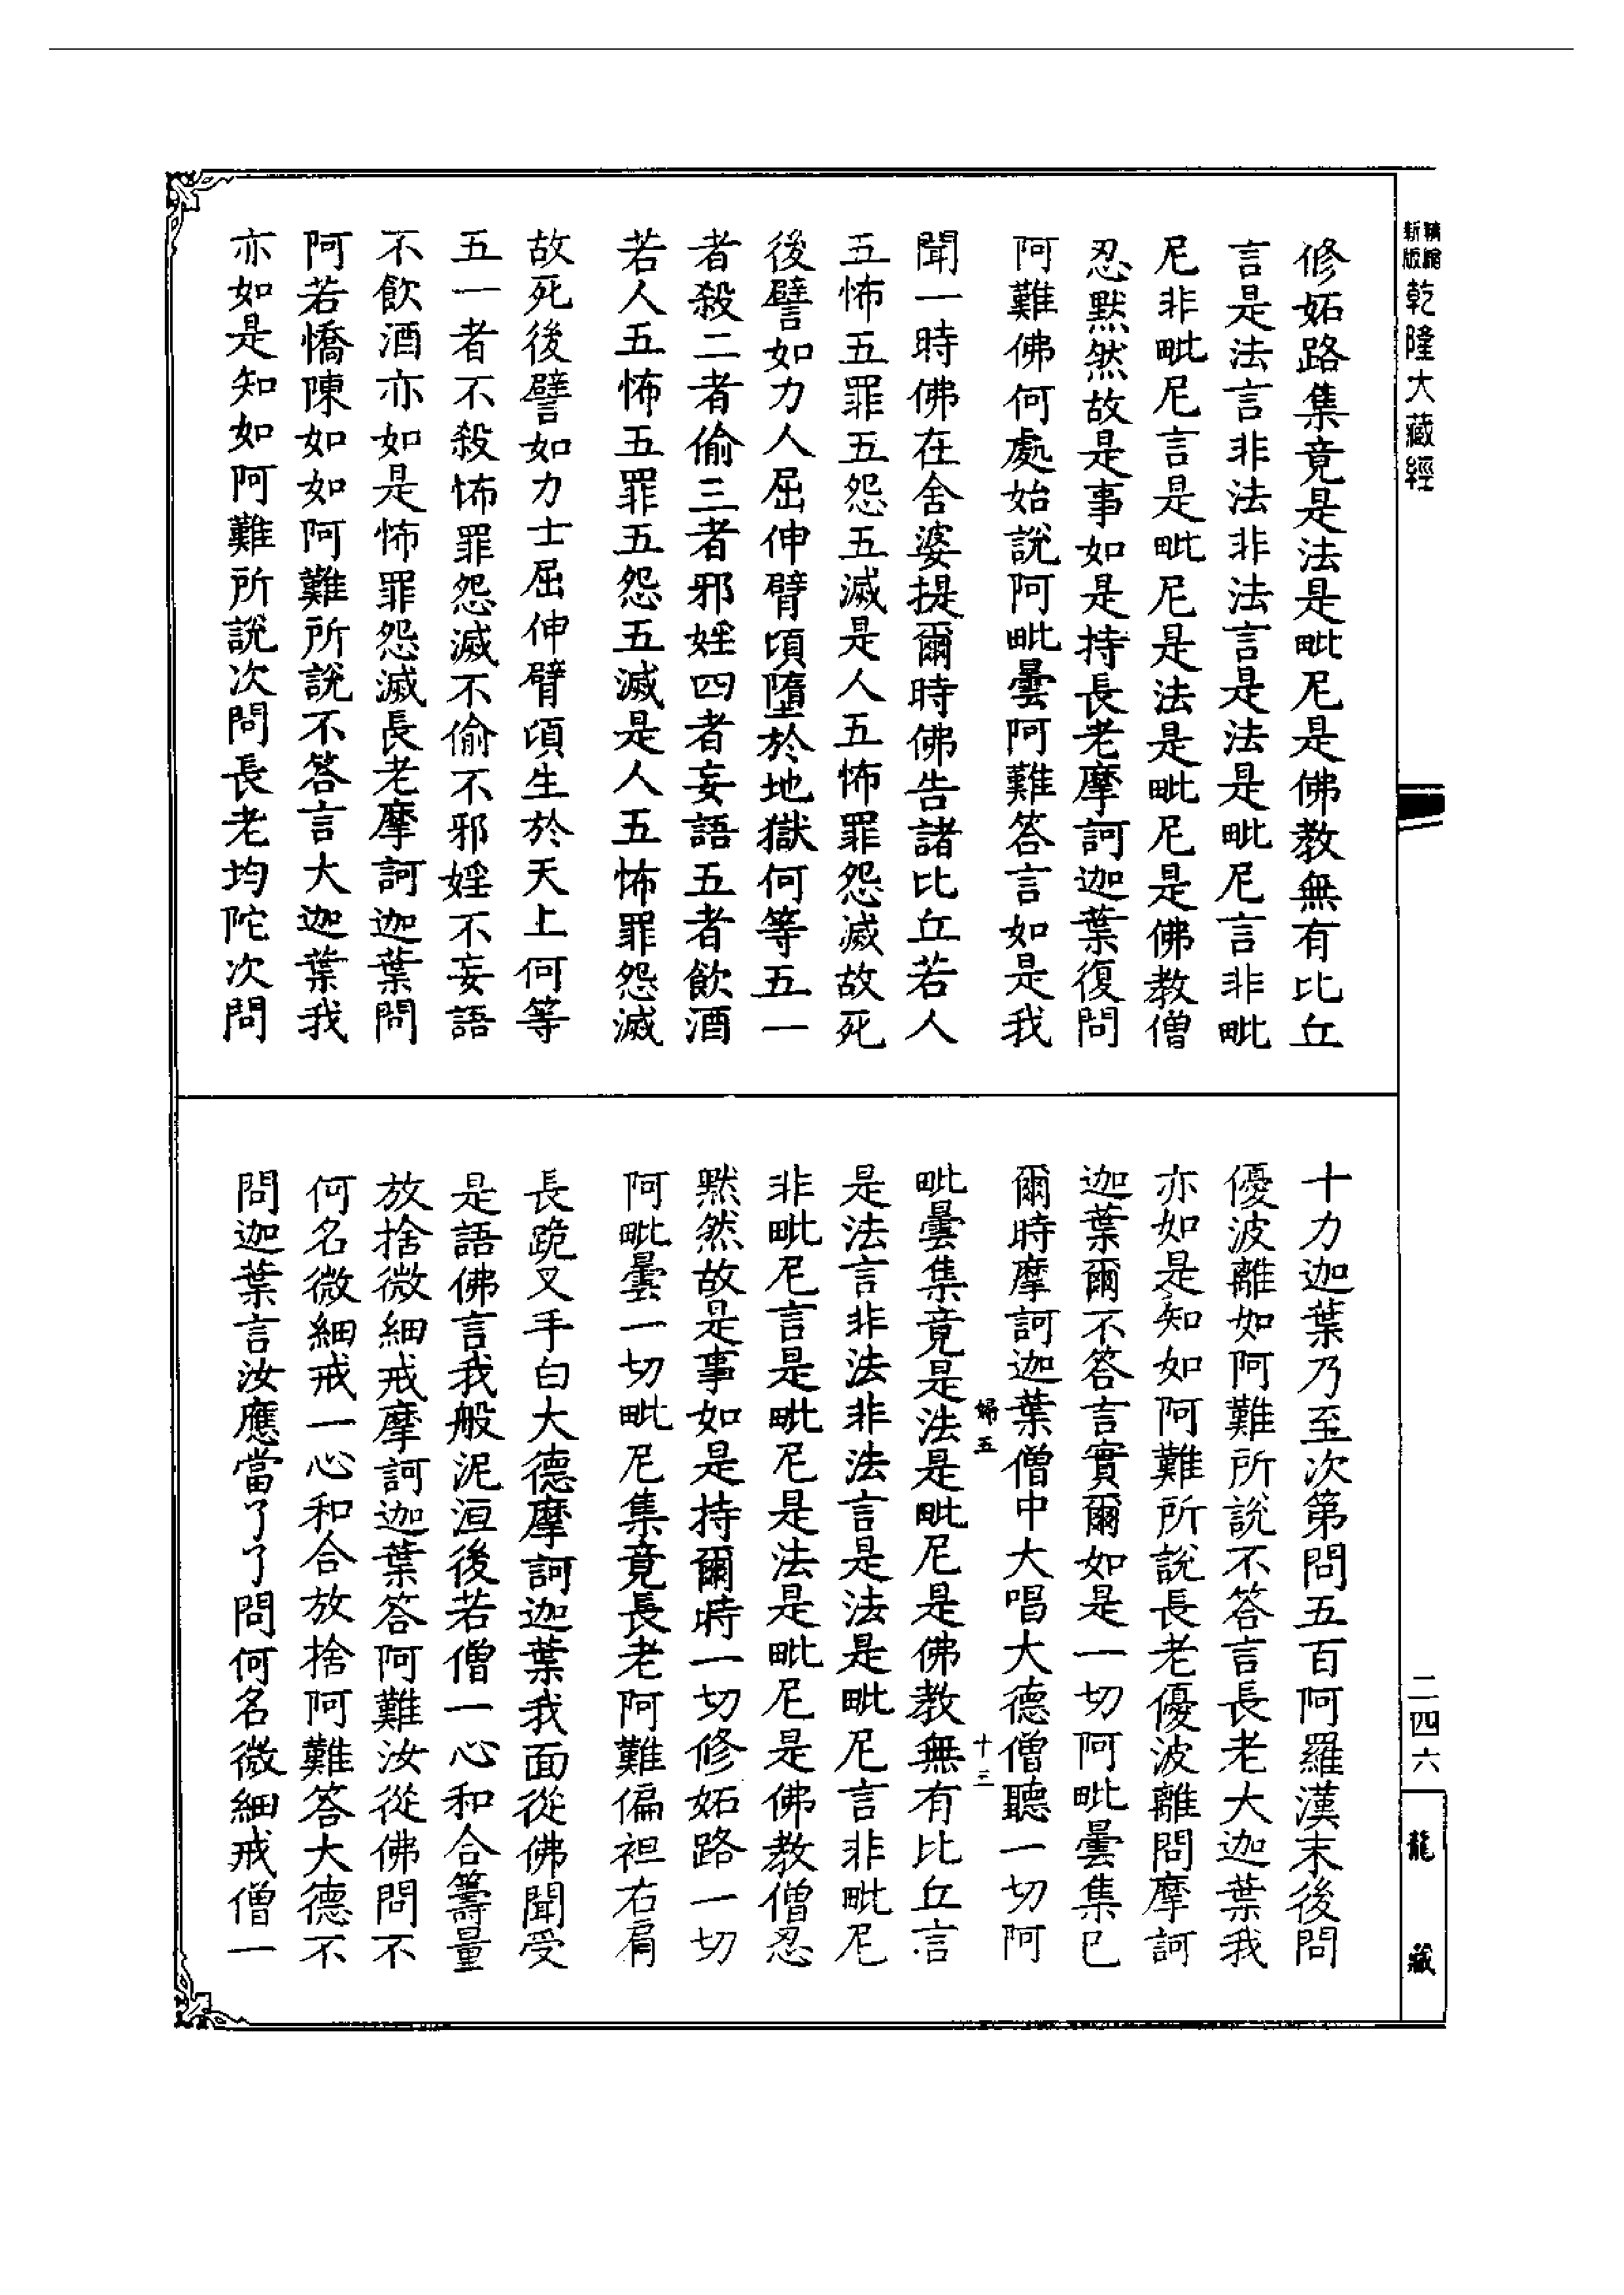 新版
精縮
乾隆大藏經
修妬路集竟是法是毗尼是佛教無有比丘
言是法言非法非法言是法是毗尼言非毗
尼非毗尼言是毗尼是法是毗尼是佛教僧
忍默然故是事如是持長老摩訶迦葉復問
阿難佛何處始說阿毗曇阿難答言如是我
聞一時佛在舍婆提爾時佛告諸比丘若人
五怖五罪五怨五滅是人五怖罪怨滅故死
後譬如力人屈伸臂頃墮於地獄何等五一
者殺二者偷三者邪婬四者妄語五者飲酒
若人五怖五罪五怨五滅是人五怖罪怨滅
故死後譬如力士屈伸臂頃生於天上何等
五一者不殺怖罪怨滅不偷不邪婬不妄語
不飲酒亦如是怖罪怨滅長老摩訶迦葉問
阿若憍陳如如阿難所說不答言大迦葉我
亦如是知如阿難所說次問長老均陀次問
十力迦葉乃至次第問五百阿羅漢末後問
優波離如阿難所說不答言長老大迦葉我
亦如是知如阿難所說長老優波離問摩訶
迦葉爾不答言實爾如是一切阿毗曇集已
爾時摩訶迦葉僧中大唱大德僧聽一切阿
婦五 十三
毗曇集竟是法是毗尼是佛教無有比丘言
是法言非法非法言是法是毗尼言非毗尼
非毗尼言是毗尼是法是毗尼是佛教僧忍
默然故是事如是持爾時一切修妬路一切
阿毗曇一切毗尼集竟長老阿難偏袒右肩
長跪叉手白大德摩訶迦葉我面從佛聞受
是語佛言我般泥洹後若僧一心和合籌量
放捨微細戒摩訶迦葉答阿難汝從佛問不
何名微細戒一心和合放捨阿難答大德不
問迦葉言汝應當了了問何名微細戒僧一
二四六
龍藏